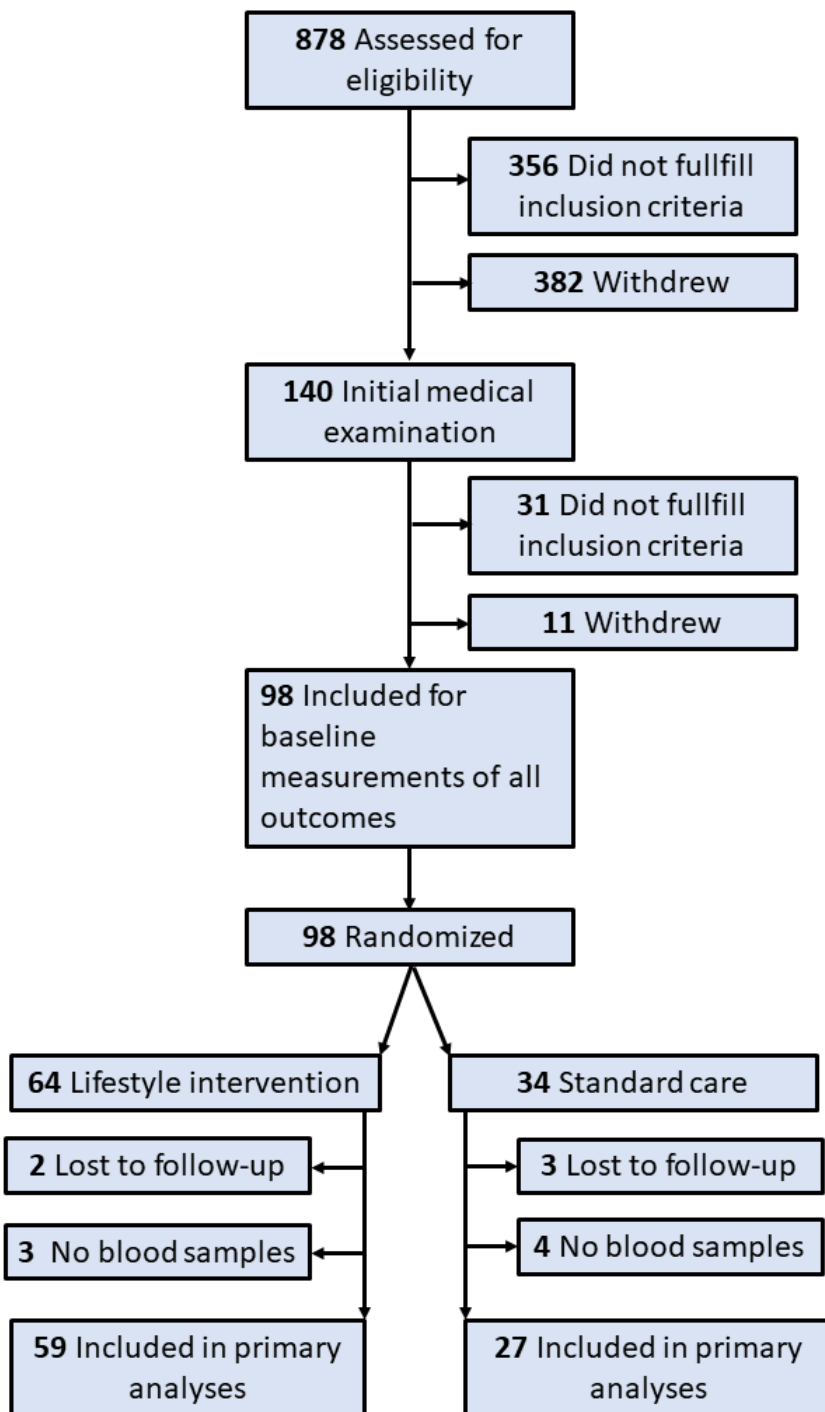 878 Assessed for
eligibility
356 Did not fullfill
inclusion criteria
382 Withdrew
140 Initial medical
examination
31 Did not fullfill
inclusion criteria
11 Withdrew
98 Included for
baseline
measurements of all
outcomes
98 Randomized
64 Lifestyle intervention
34 Standard care
2 Lost to follow-up
3 Lost to follow-up
3 No blood samples
4 No blood samples
59 Included in primary
analyses
27 Included in primary
analyses